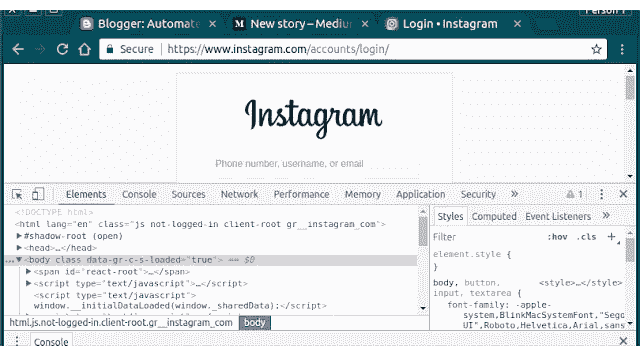 Person 1
Blogger: Automate
New story – Medium
Login • Instagram
Secure https://www.instagram.com/accounts/login/
Instagram
Phone number, username, or email
Elements Console Sources Network Performance Memory Application Security » 1
<!DOCTYPE html>
<html lang="en" class="js not-logged-in client-root gr__instagram_com">
#shadow-root (open)
<head>…</head>
<body class data-gr-c-s-loaded="true"> == $0
<span id="react-root">…</span>
<script type="text/javascript">…</script>
<script type="text/javascript">
window.__initialDataLoaded(window._sharedData);</script>
html.js.not-logged-in.client-root.gr__instagram_com body
Styles Computed Event Listeners »
Filter :hov .cls +
element.style {
}
body, button, <style>…</style>
input, textarea {
font-family: -apple-
system,BlinkMacSystemFont,"Sego
UI",Roboto,Helvetica,Arial,sans
Console